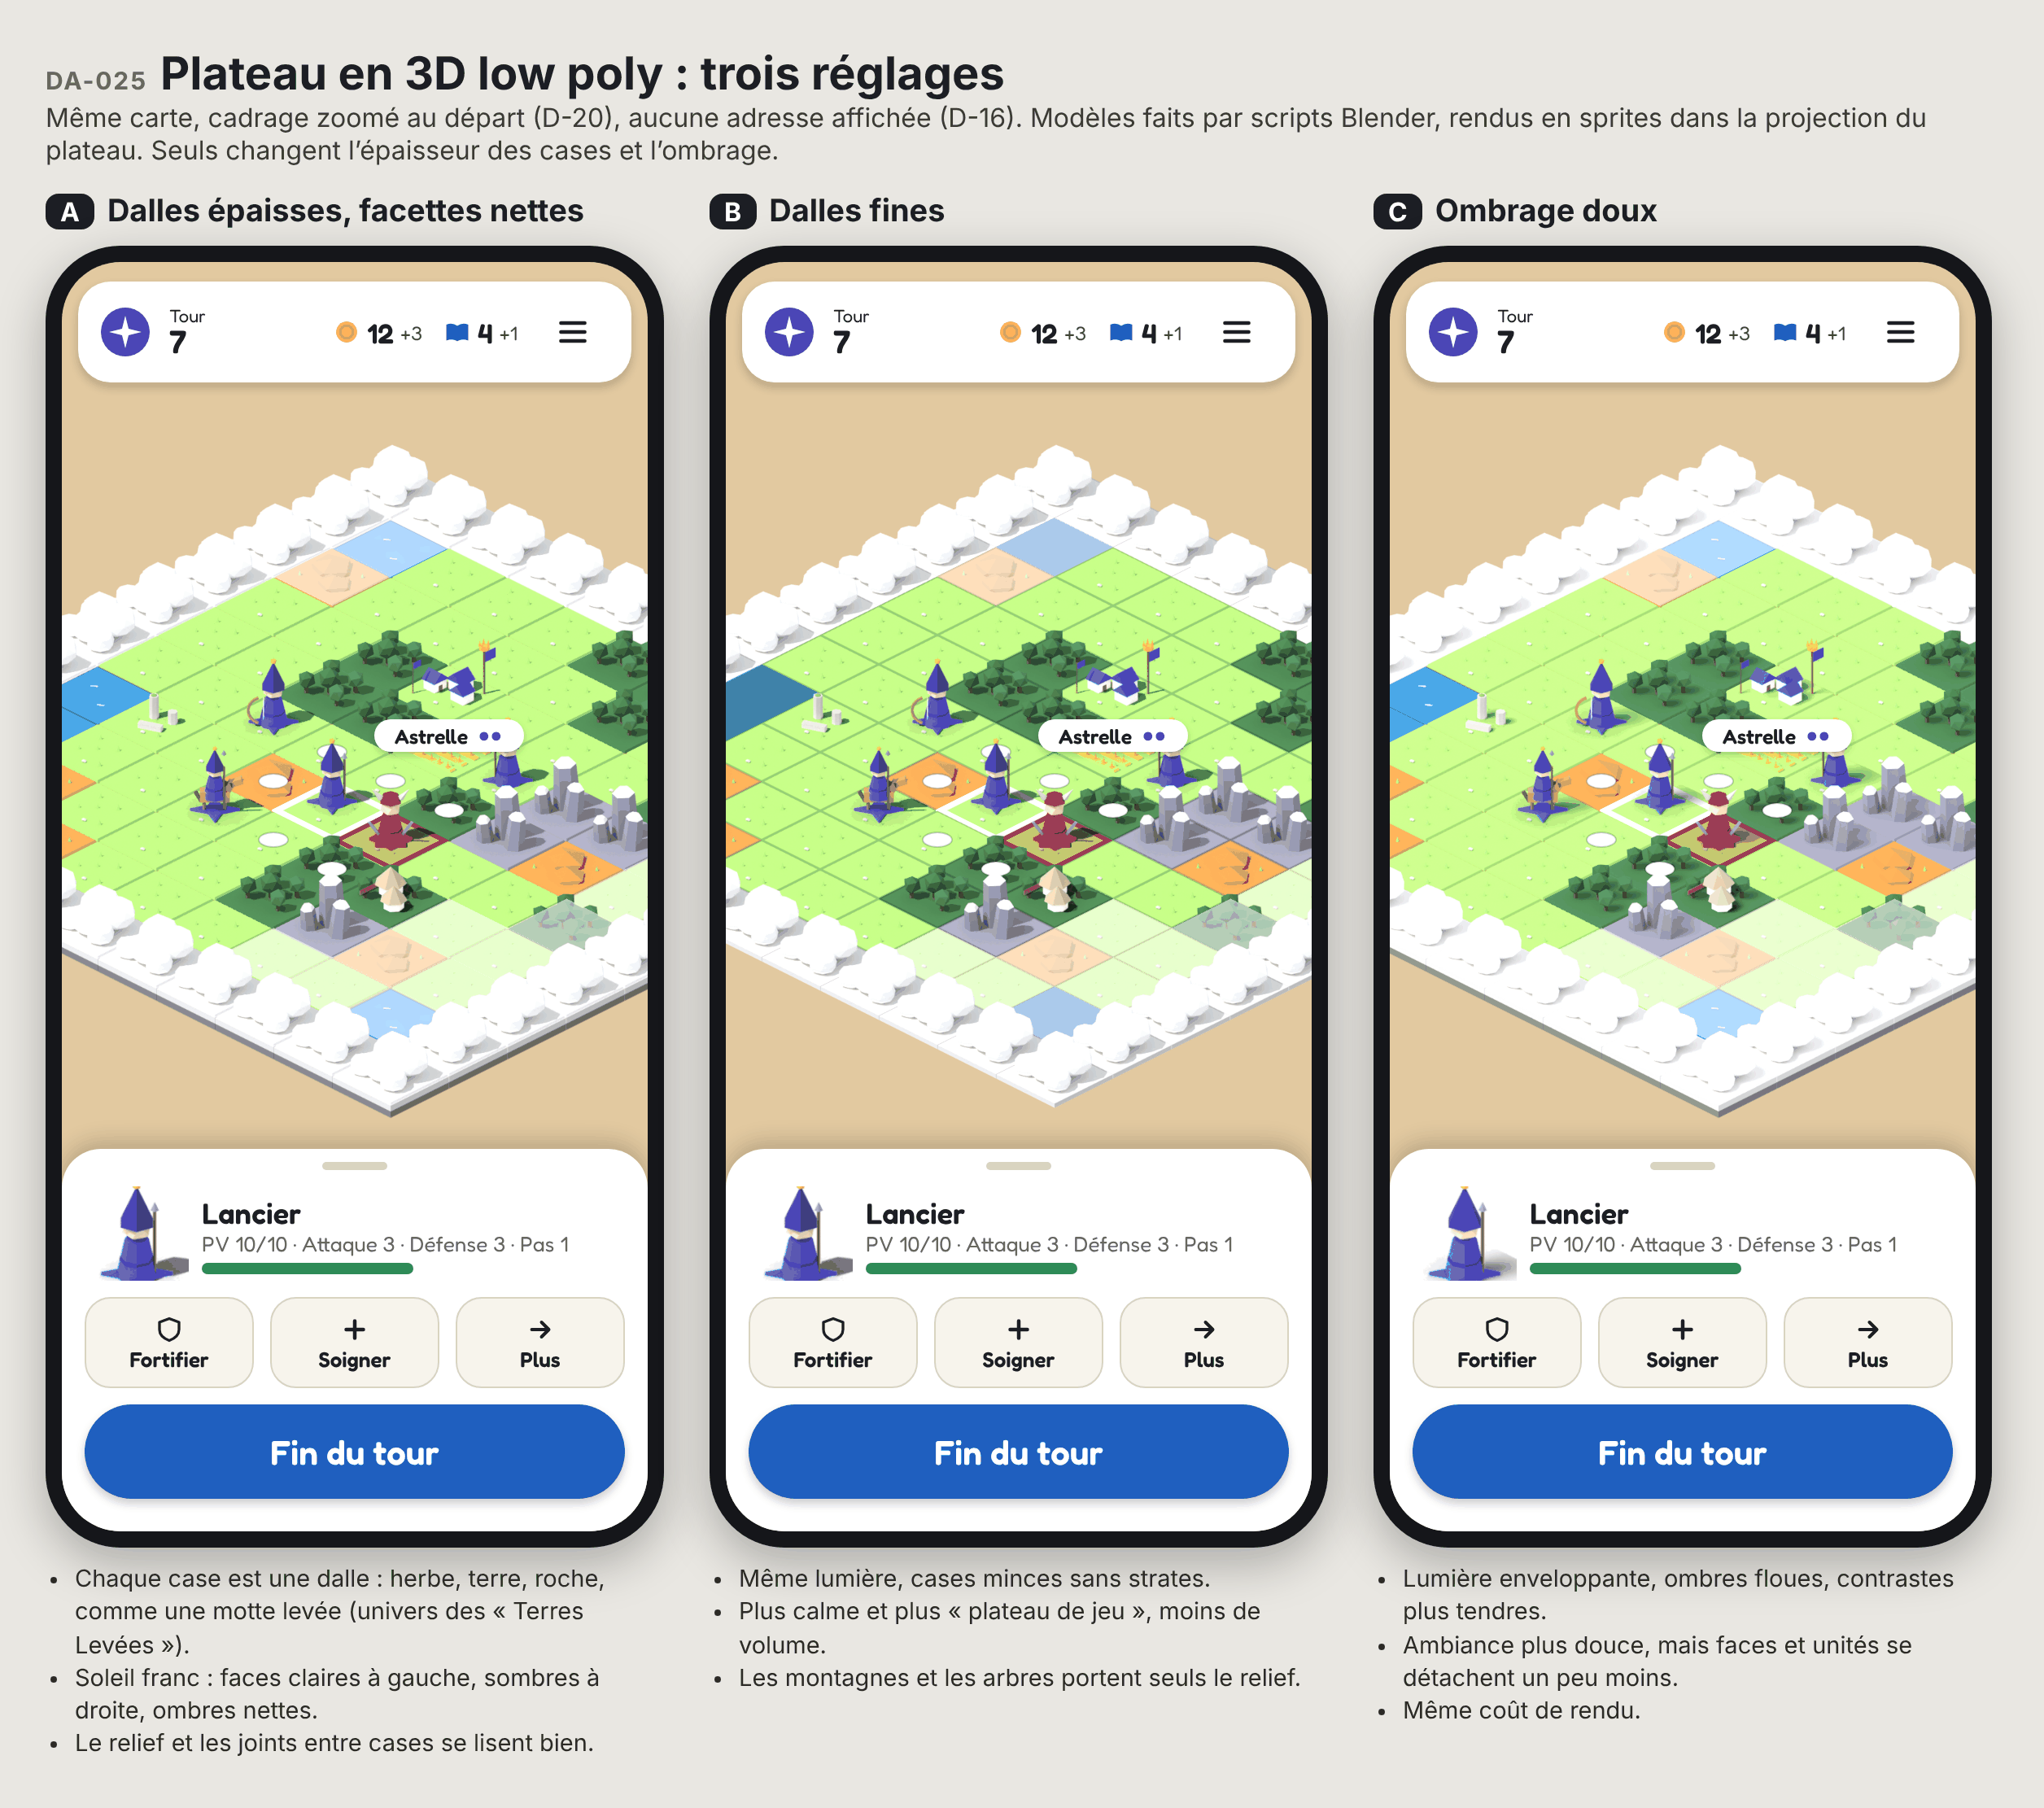 DA-025 Plateau en 3D low poly : trois réglages
Même carte, cadrage zoomé au départ (D-20), aucune adresse affichée (D-16). Modèles faits par scripts Blender, rendus en sprites dans la projection du
plateau. Seuls changent l’épaisseur des cases et l’ombrage.
A Dalles épaisses, facettes nettes
Tour
7
12 +3
4 +1
Astrelle
Lancier
PV 10/10 · Attaque 3 · Défense 3 · Pas 1
Fortifier
Soigner
Plus
Fin du tour
• Chaque case est une dalle : herbe, terre, roche,
comme une motte levée (univers des « Terres
Levées »).
• Soleil franc : faces claires à gauche, sombres à
droite, ombres nettes.
• Le relief et les joints entre cases se lisent bien.
B Dalles fines
Tour
7
12 +3
4 +1
Astrelle
Lancier
PV 10/10 · Attaque 3 · Défense 3 · Pas 1
Fortifier
Soigner
Plus
Fin du tour
• Même lumière, cases minces sans strates.
• Plus calme et plus « plateau de jeu », moins de
volume.
• Les montagnes et les arbres portent seuls le relief.
C Ombrage doux
Tour
7
12 +3
4 +1
Astrelle
Lancier
PV 10/10 · Attaque 3 · Défense 3 · Pas 1
Fortifier
Soigner
Plus
Fin du tour
• Lumière enveloppante, ombres floues, contrastes
plus tendres.
• Ambiance plus douce, mais faces et unités se
détachent un peu moins.
• Même coût de rendu.